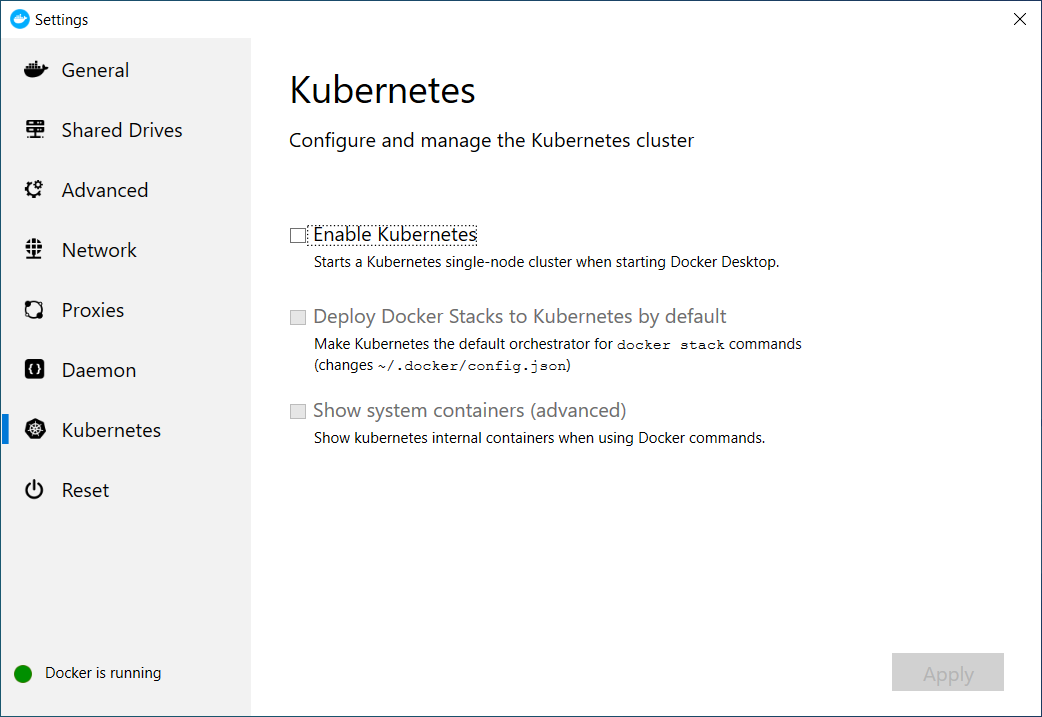 Settings
General
Shared Drives
Advanced
Network
Proxies
Daemon
Kubernetes
Reset
Docker is running
Kubernetes
Configure and manage the Kubernetes cluster
Enable Kubernetes
Starts a Kubernetes single-node cluster when starting Docker Desktop.
Deploy Docker Stacks to Kubernetes by default
Make Kubernetes the default orchestrator for docker stack commands
(changes ~/.docker/config.json)
Show system containers (advanced)
Show kubernetes internal containers when using Docker commands.
Apply